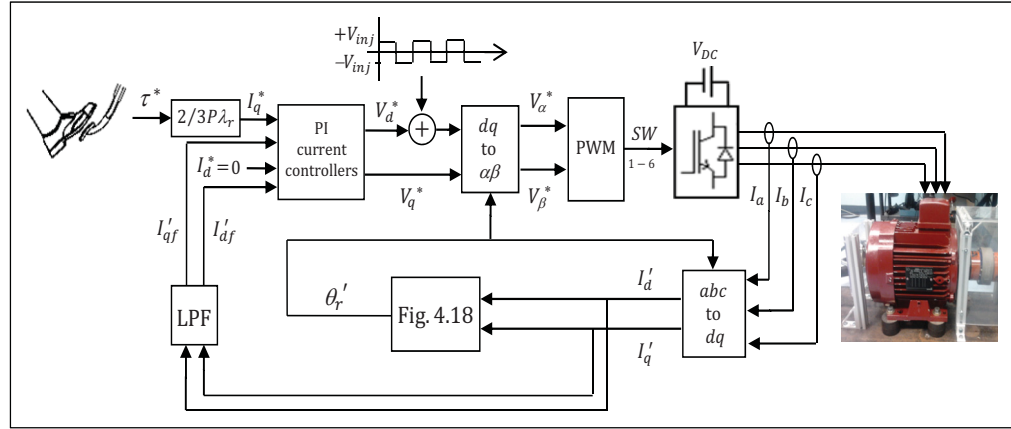 +V_inj
−V_inj
V_DC
τ*
2/3Pλ_r
I_q*
I_d* = 0
PI
current
controllers
V_d*
V_q*
+
dq
to
αβ
V_α*
V_β*
PWM
SW
1 − 6
I_a
I_b
I_c
I_qf′
I_df′
LPF
θ_r′
Fig. 4.18
I_d′
I_q′
abc
to
dq